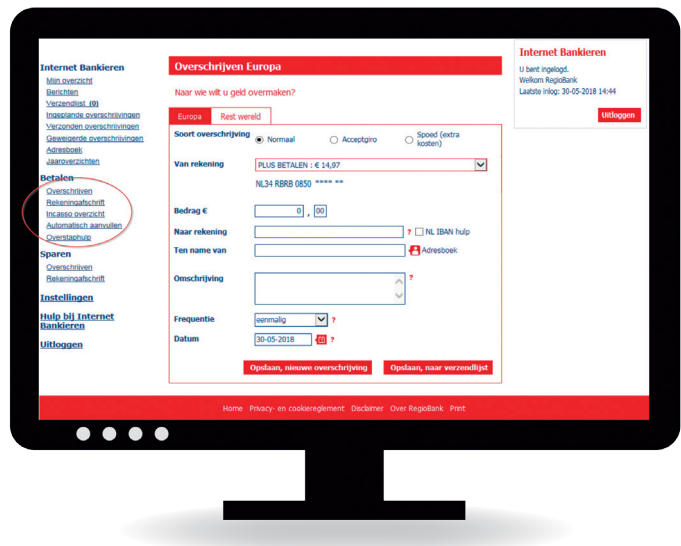 Internet Bankieren
Mijn overzicht
Berichten
Verzendlijst (0)
Ingeplande overschrijvingen
Verzonden overschrijvingen
Geweigerde overschrijvingen
Adresboek
Jaaroverzichten
Betalen
Overschrijven
Rekeningafschrift
Incasso overzicht
Automatisch aanvullen
Overstaphulp
Sparen
Overschrijven
Rekeningafschrift
Instellingen
Hulp bij Internet
Bankieren
Uitloggen
Overschrijven Europa
Naar wie wilt u geld overmaken?
Europa Rest wereld
Soort overschrijving Normaal Acceptgiro Spoed (extra
kosten)
Van rekening PLUS BETALEN : € 14,97
NL34 RBRB 0850 **** **
Bedrag € 0 , 00
Naar rekening ? NL IBAN hulp
Ten name van Adresboek
Omschrijving ?
Frequentie eenmalig ?
Datum 30-05-2018 ?
Opslaan, nieuwe overschrijving Opslaan, naar verzendlijst
Internet Bankieren
U bent ingelogd.
Welkom RegioBank
Laatste inlog: 30-05-2018 14:44
Uitloggen
Home Privacy- en cookiereglement Disclaimer Over RegioBank Print